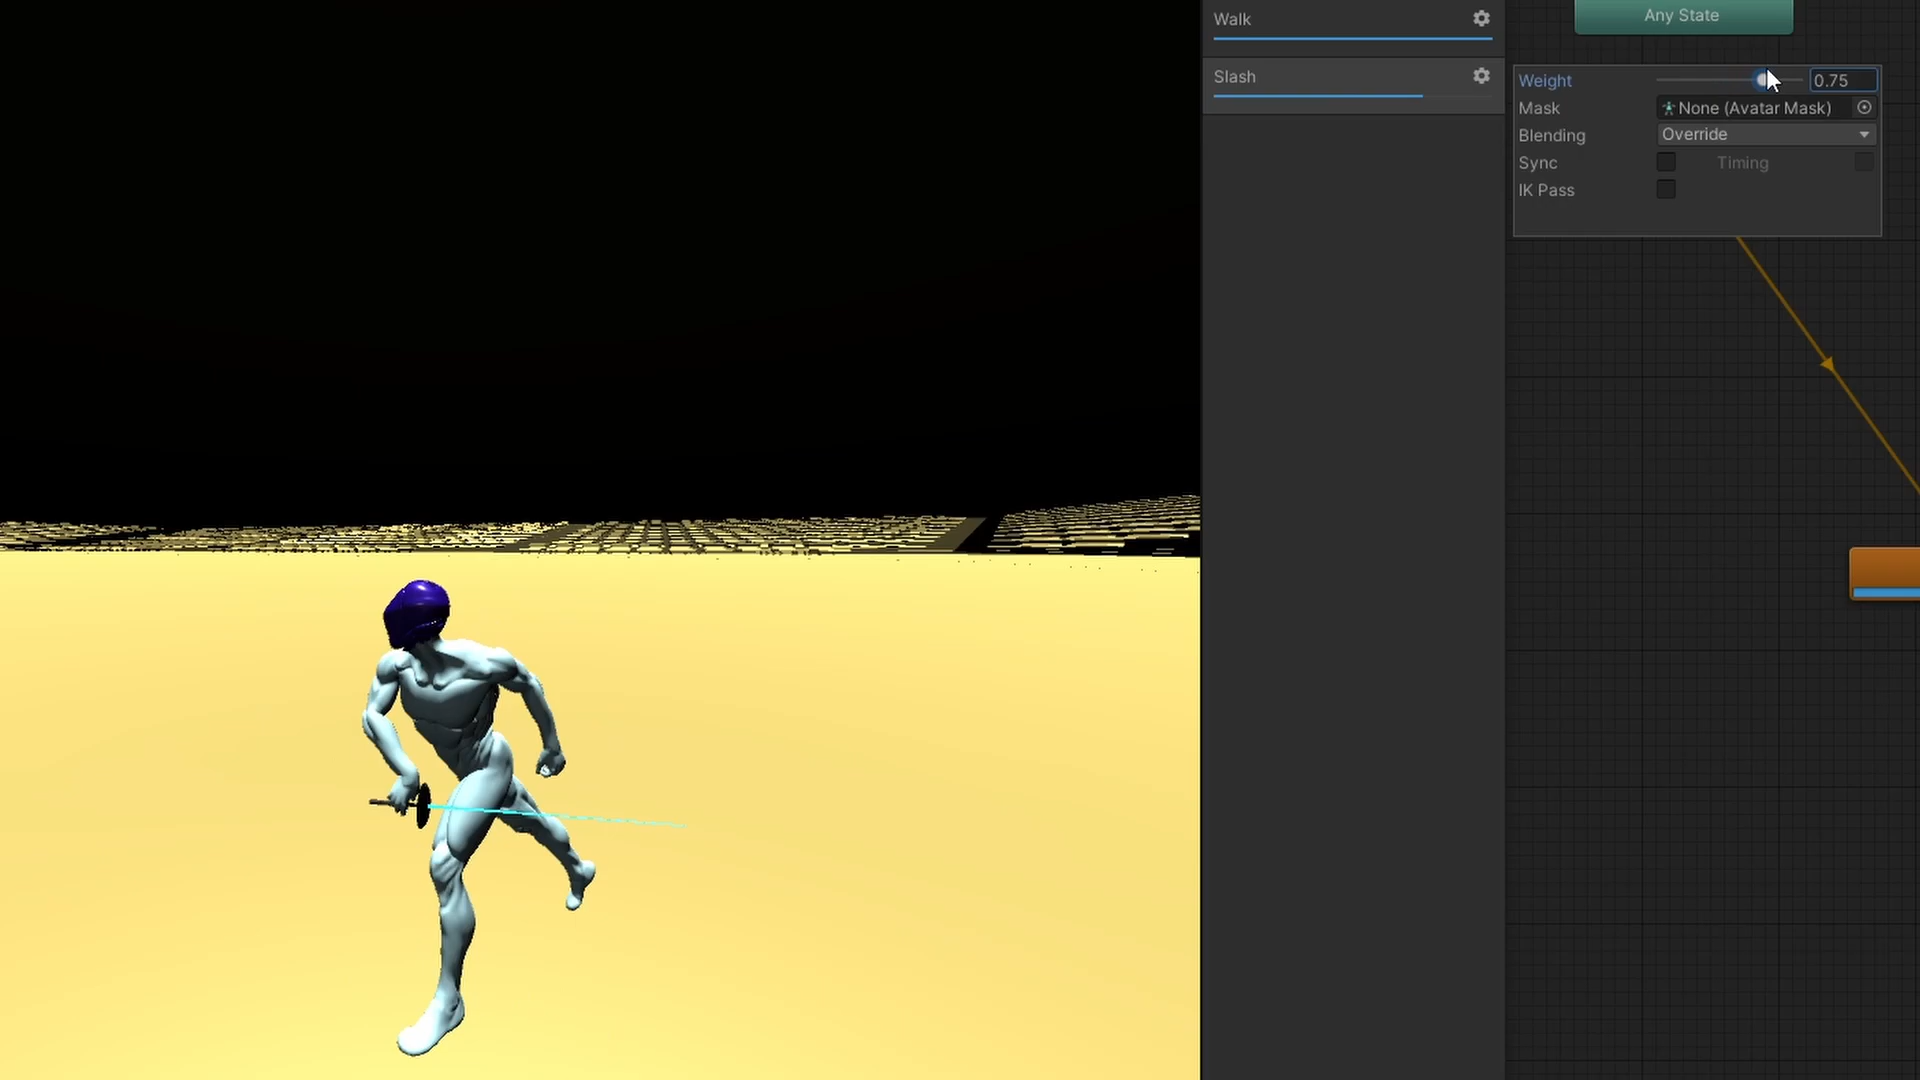 Walk
Any State
Slash
Weight 0.75
Mask None (Avatar Mask)
Blending Override
Sync Timing
IK Pass